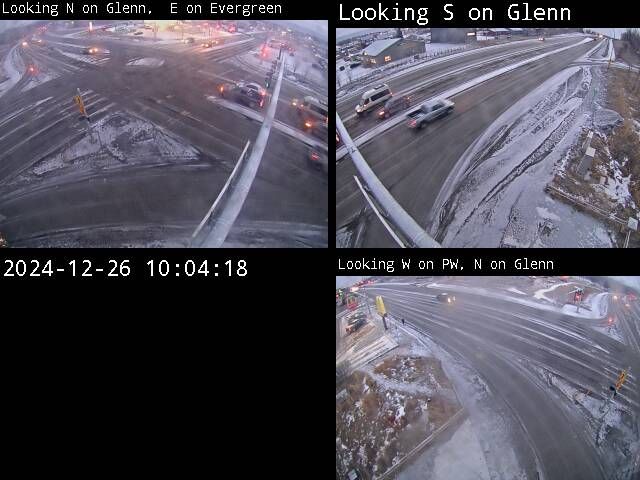 Looking N on Glenn,  E on Evergreen
Looking S on Glenn
2024-12-26 10:04:18
Looking W on PW, N on Glenn